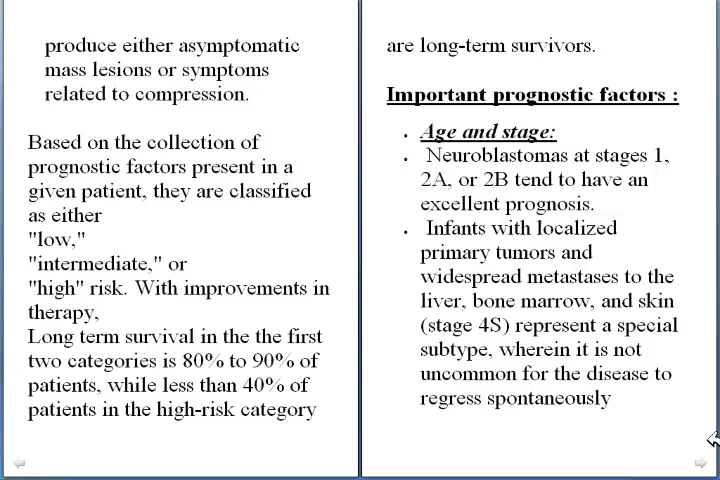 produce either asymptomatic
mass lesions or symptoms
related to compression.
Based on the collection of
prognostic factors present in a
given patient, they are classified
as either
"low,"
"intermediate," or
"high" risk. With improvements in
therapy,
Long term survival in the the first
two categories is 80% to 90% of
patients, while less than 40% of
patients in the high-risk category
are long-term survivors.
Important prognostic factors :
• Age and stage:
• Neuroblastomas at stages 1,
2A, or 2B tend to have an
excellent prognosis.
• Infants with localized
primary tumors and
widespread metastases to the
liver, bone marrow, and skin
(stage 4S) represent a special
subtype, wherein it is not
uncommon for the disease to
regress spontaneously